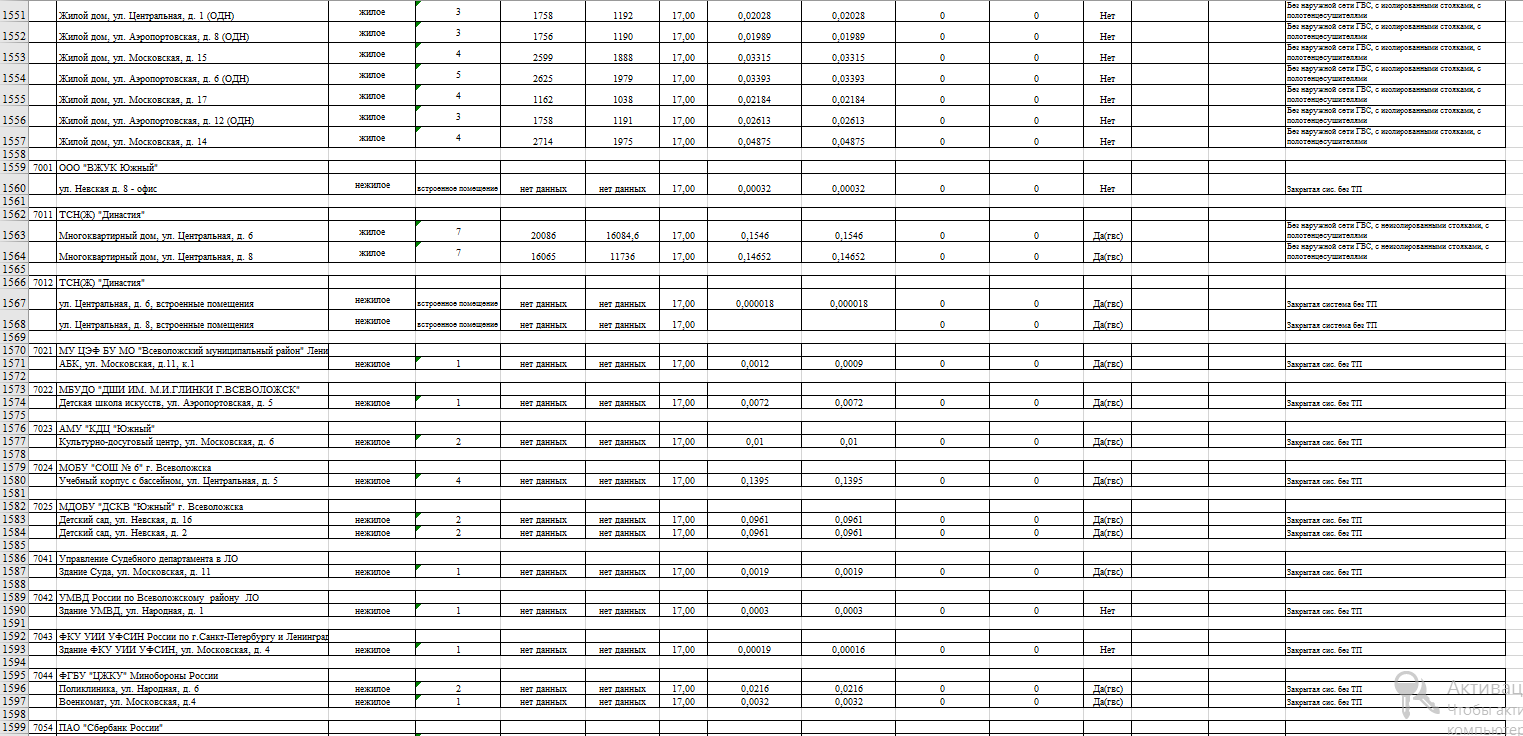 1551 Жилой дом, ул. Центральная, д. 1 (ОДН) жилое 3 1758 1192 17,00 0,02028 0,02028 0 0 Нет Без наружной сети ГВС, с изолированными стояками, с полотенцесушителями
1552 Жилой дом, ул. Аэропортовская, д. 8 (ОДН) жилое 3 1756 1190 17,00 0,01989 0,01989 0 0 Нет Без наружной сети ГВС, с изолированными стояками, с полотенцесушителями
1553 Жилой дом, ул. Московская, д. 15 жилое 4 2599 1888 17,00 0,03315 0,03315 0 0 Нет Без наружной сети ГВС, с изолированными стояками, с полотенцесушителями
1554 Жилой дом, ул. Аэропортовская, д. 6 (ОДН) жилое 5 2625 1979 17,00 0,03393 0,03393 0 0 Нет Без наружной сети ГВС, с изолированными стояками, с полотенцесушителями
1555 Жилой дом, ул. Московская, д. 17 жилое 4 1162 1038 17,00 0,02184 0,02184 0 0 Нет Без наружной сети ГВС, с изолированными стояками, с полотенцесушителями
1556 Жилой дом, ул. Аэропортовская, д. 12 (ОДН) жилое 3 1758 1191 17,00 0,02613 0,02613 0 0 Нет Без наружной сети ГВС, с изолированными стояками, с полотенцесушителями
1557 Жилой дом, ул. Московская, д. 14 жилое 4 2714 1975 17,00 0,04875 0,04875 0 0 Нет Без наружной сети ГВС, с изолированными стояками, с полотенцесушителями
1558
1559 7001 ООО "ВЖУК Южный"
1560 ул. Невская д. 8 - офис нежилое встроенное помещение нет данных нет данных 17,00 0,00032 0,00032 0 0 Нет Закрытая сис. без ТП
1561
1562 7011 ТСН(Ж) "Династия"
1563 Многоквартирный дом, ул. Центральная, д. 6 жилое 7 20086 16084,6 17,00 0,1546 0,1546 0 0 Да(гвс) Без наружной сети ГВС, с неизолированными стояками, с полотенцесушителями
1564 Многоквартирный дом, ул. Центральная, д. 8 жилое 7 16065 11736 17,00 0,14652 0,14652 0 0 Да(гвс) Без наружной сети ГВС, с неизолированными стояками, с полотенцесушителями
1565
1566 7012 ТСН(Ж) "Династия"
1567 ул. Центральная, д. 6, встроенные помещения нежилое встроенное помещение нет данных нет данных 17,00 0,000018 0,000018 0 0 Да(гвс) Закрытая система без ТП
1568 ул. Центральная, д. 8, встроенные помещения нежилое встроенное помещение нет данных нет данных 17,00 0 0 Да(гвс) Закрытая система без ТП
1569
1570 7021 МУ ЦЭФ БУ МО "Всеволожский муниципальный район" Лени
1571 АБК, ул. Московская, д.11, к.1 нежилое 1 нет данных нет данных 17,00 0,0012 0,0009 0 0 Да(гвс) Закрытая сис. без ТП
1572
1573 7022 МБУДО "ДШИ ИМ. М.И.ГЛИНКИ Г.ВСЕВОЛОЖСК"
1574 Детская школа искусств, ул. Аэропортовская, д. 5 нежилое 1 нет данных нет данных 17,00 0,0072 0,0072 0 0 Да(гвс) Закрытая сис. без ТП
1575
1576 7023 АМУ "КДЦ "Южный"
1577 Культурно-досуговый центр, ул. Московская, д. 6 нежилое 2 нет данных нет данных 17,00 0,01 0,01 0 0 Да(гвс) Закрытая сис. без ТП
1578
1579 7024 МОБУ "СОШ № 6" г. Всеволожска
1580 Учебный корпус с бассейном, ул. Центральная, д. 5 нежилое 4 нет данных нет данных 17,00 0,1395 0,1395 0 0 Да(гвс) Закрытая сис. без ТП
1581
1582 7025 МДОБУ "ДСКВ "Южный" г. Всеволожска
1583 Детский сад, ул. Невская, д. 16 нежилое 2 нет данных нет данных 17,00 0,0961 0,0961 0 0 Да(гвс) Закрытая сис. без ТП
1584 Детский сад, ул. Невская, д. 2 нежилое 2 нет данных нет данных 17,00 0,0961 0,0961 0 0 Да(гвс) Закрытая сис. без ТП
1585
1586 7041 Управление Судебного департамента в ЛО
1587 Здание Суда, ул. Московская, д. 11 нежилое 1 нет данных нет данных 17,00 0,0019 0,0019 0 0 Да(гвс) Закрытая сис. без ТП
1588
1589 7042 УМВД России по Всеволожскому району ЛО
1590 Здание УМВД, ул. Народная, д. 1 нежилое 1 нет данных нет данных 17,00 0,0003 0,0003 0 0 Нет Закрытая сис. без ТП
1591
1592 7043 ФКУ УИИ УФСИН России по г.Санкт-Петербургу и Ленинград
1593 Здание ФКУ УИИ УФСИН, ул. Московская, д. 4 нежилое 1 нет данных нет данных 17,00 0,00019 0,00016 0 0 Нет Закрытая сис. без ТП
1594
1595 7044 ФГБУ "ЦЖКУ" Минобороны России
1596 Поликлиника, ул. Народная, д. 6 нежилое 2 нет данных нет данных 17,00 0,0216 0,0216 0 0 Да(гвс) Закрытая сис. без ТП
1597 Военкомат, ул. Московская, д.4 нежилое 1 нет данных нет данных 17,00 0,0032 0,0032 0 0 Да(гвс) Закрытая сис. без ТП
1598
1599 7054 ПАО "Сбербанк России"
Активац
Чтобы акти
компьютер